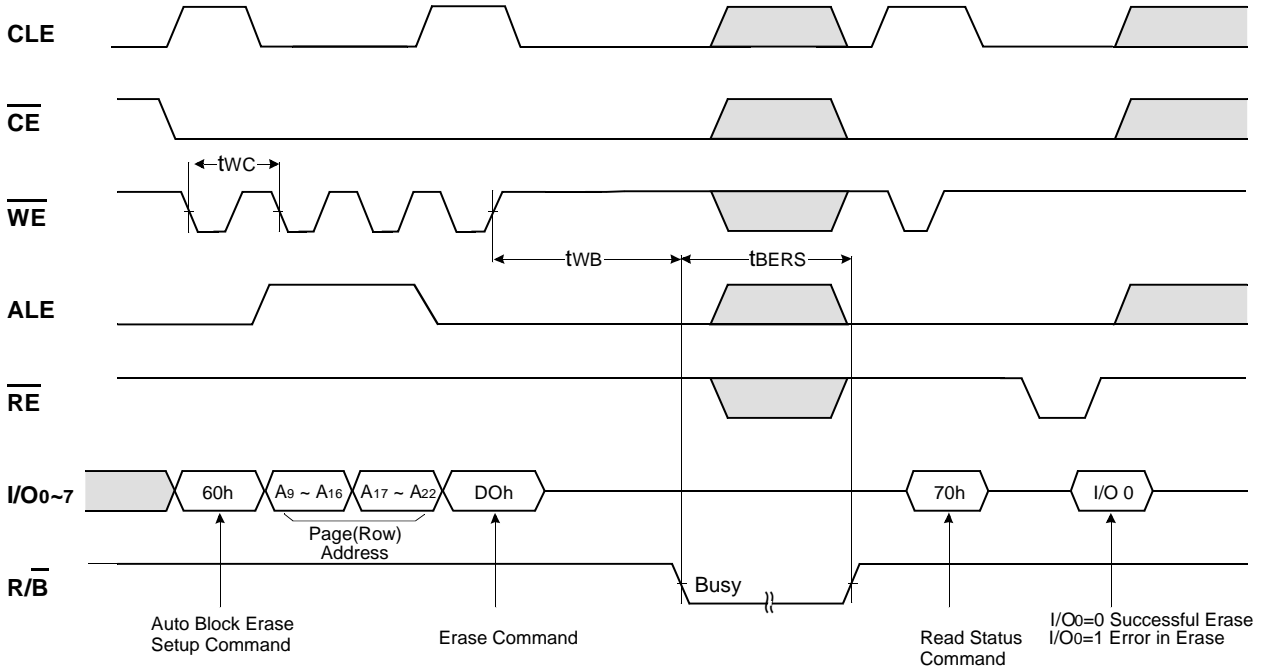 CLE
CE
tWC
WE
tWB
tBERS
ALE
RE
I/O0~7
60h
A9 ~ A16
A17 ~ A22
DOh
70h
I/O 0
Page(Row)
Address
R/B
Busy
Auto Block Erase
Setup Command
Erase Command
Read Status
Command
I/O0=0 Successful Erase
I/O0=1 Error in Erase